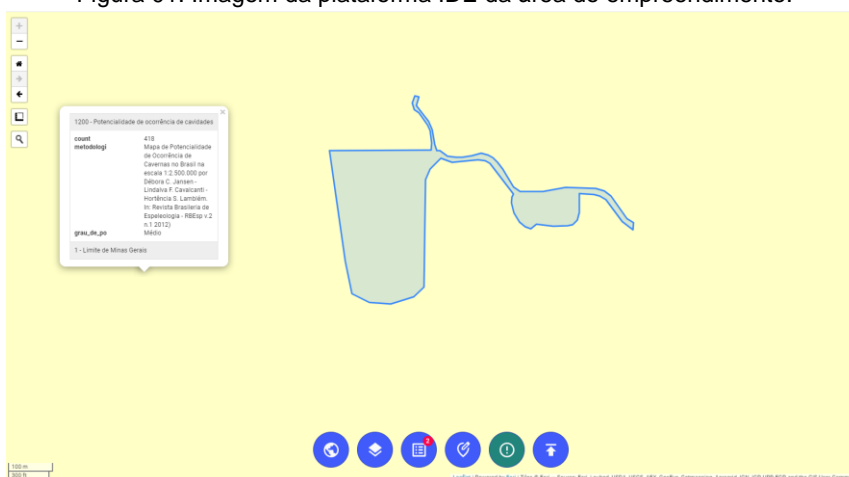 Figura 01: Imagem da plataforma IDE da área do empreendimento.
+
−
1200 - Potencialidade de ocorrência de cavidades
×
count 418
metodologi Mapa de Potencialidade
de Ocorrência de
Cavernas no Brasil na
escala 1:2.500.000 por
Débora C. Jansen -
Lindalva F. Cavalcanti -
Hortência S. Lambiém.
In: Revista Brasileira de
Espeleologia - RBEsp v.2
n.1 2012)
grau_de_po Médio
1 - Limite de Minas Gerais
2
100 m
300 ft